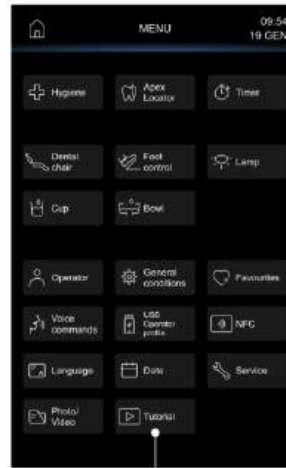 MENU
09:54
19 GEN
Hygiene
Apex
Locator
Timer
Dental
chair
Foot
control
Lamp
Cup
Bowl
Operator
General
conditions
Favourites
Voice
commands
USB
Operator
profile
NFC
Language
Date
Service
Photo/
Video
Tutorial